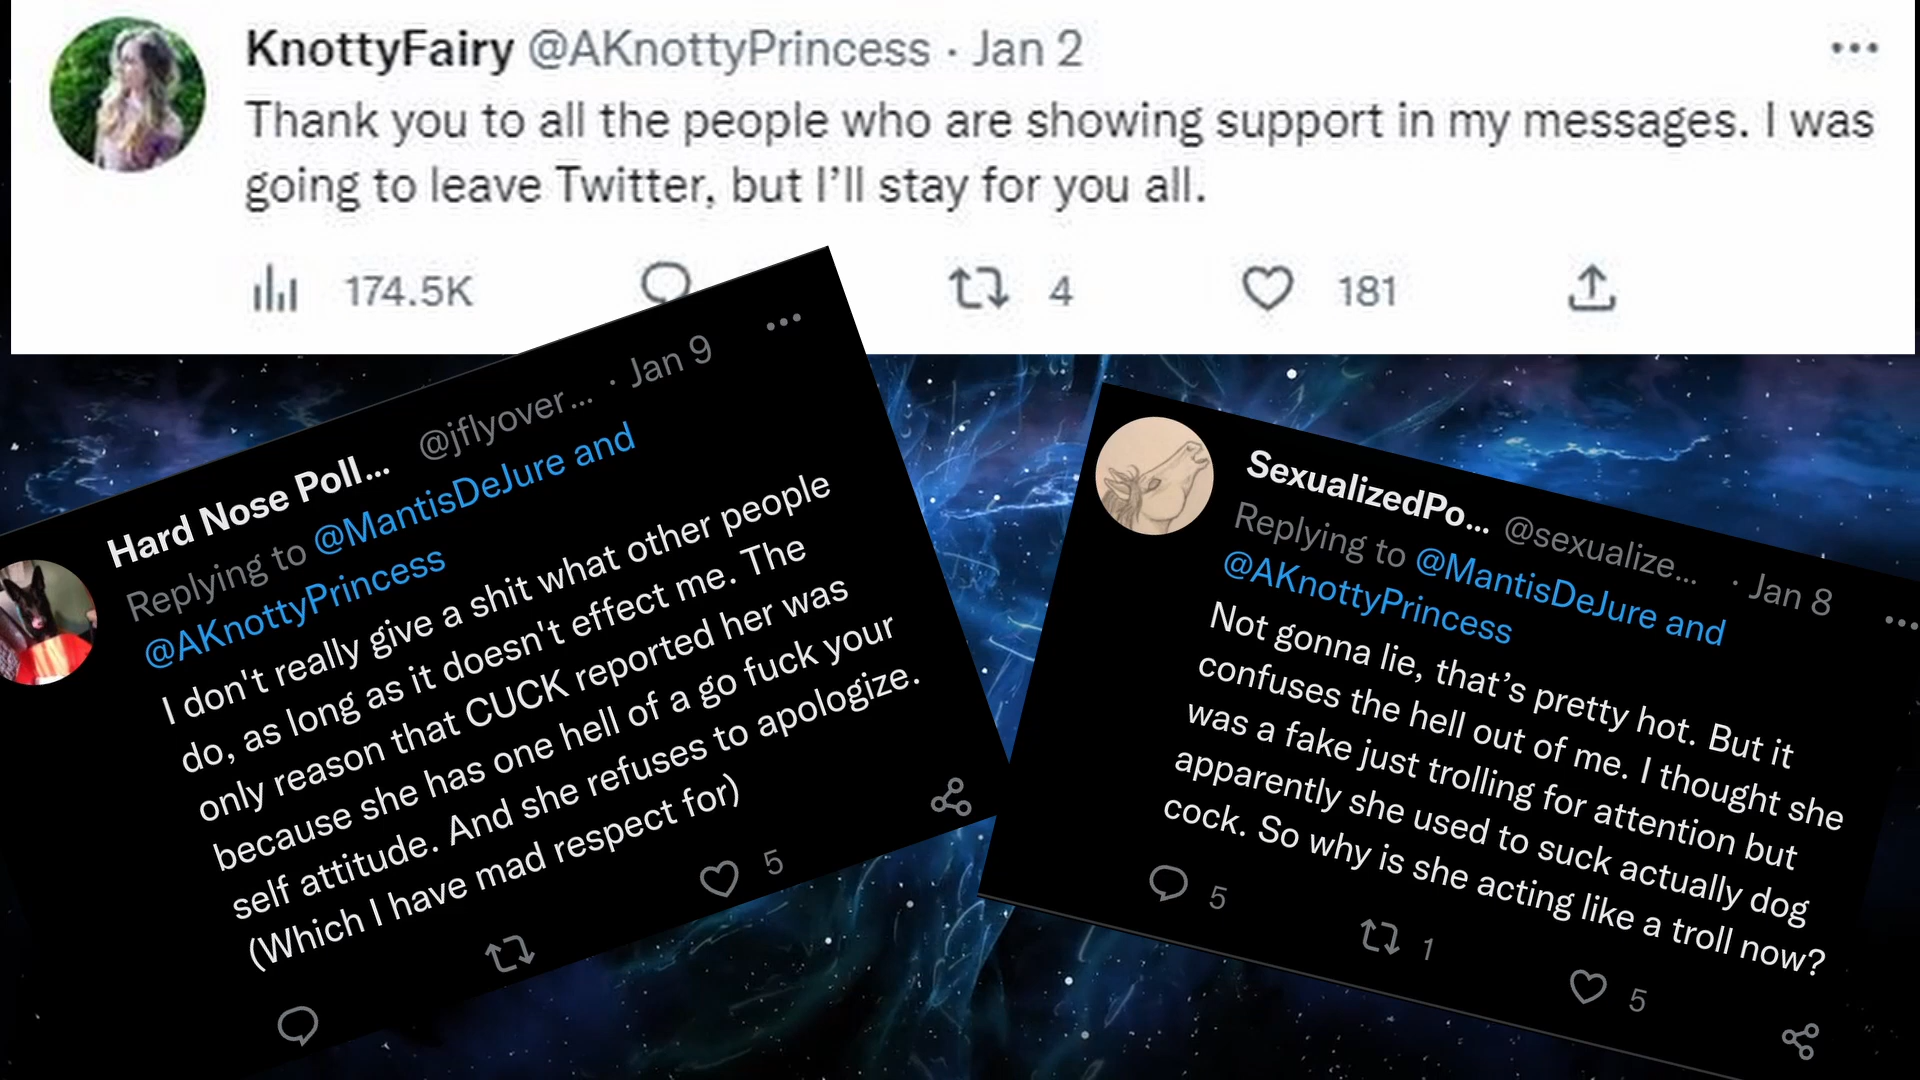 KnottyFairy @AKnottyPrincess · Jan 2
Thank you to all the people who are showing support in my messages. I was
going to leave Twitter, but I’ll stay for you all.
174.5K 4 181
Hard Nose Poll... @jflyover... · Jan 9
Replying to @MantisDeJure and
@AKnottyPrincess
I don't really give a shit what other people
do, as long as it doesn't effect me. The
only reason that CUCK reported her was
because she has one hell of a go fuck your
self attitude. And she refuses to apologize.
(Which I have mad respect for)
5
SexualizedPo... @sexualize... · Jan 8
Replying to @MantisDeJure and
@AKnottyPrincess
Not gonna lie, that’s pretty hot. But it
confuses the hell out of me. I thought she
was a fake just trolling for attention but
apparently she used to suck actually dog
cock. So why is she acting like a troll now?
5 1 5